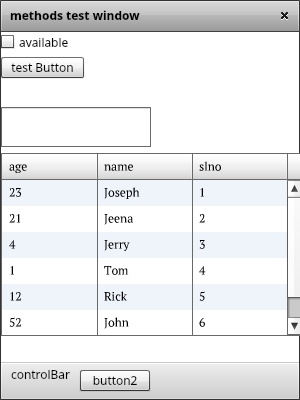 methods test window ×
available
test Button
age name slno
23 Joseph 1
21 Jeena 2
4 Jerry 3
1 Tom 4
12 Rick 5
52 John 6
controlBar button2